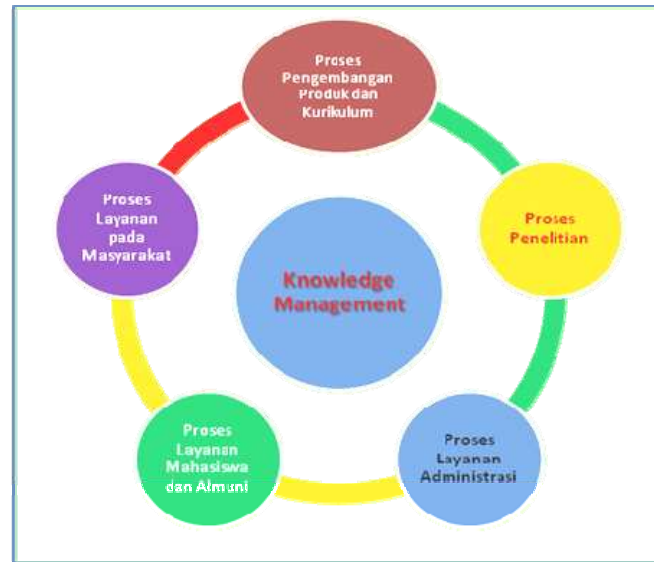 Proses
Pengembangan
Produk dan
Kurikulum
Proses
Penelitian
Proses
Layanan
Administrasi
Proses
Layanan
Mahasiswa
dan Almuni
Proses
Layanan
pada
Masyarakat
Knowledge
Management